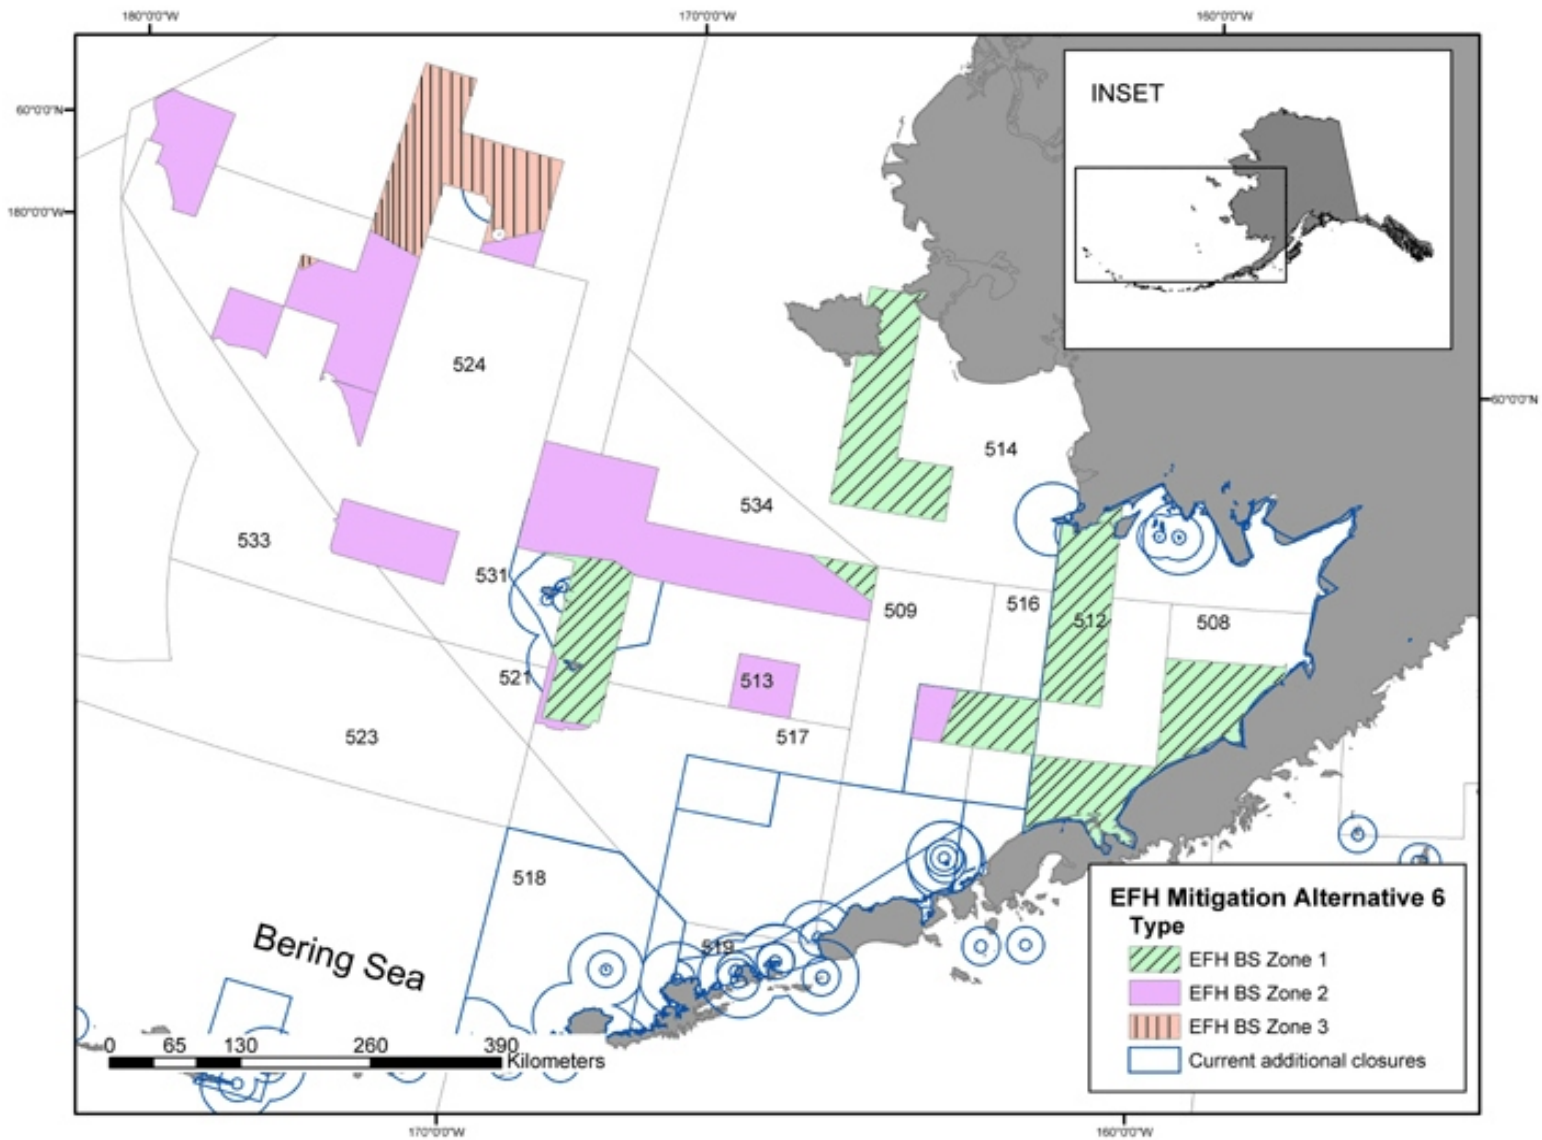 180°0'0"W
170°0'0"W
160°0'0"W
60°0'0"N
180°0'0"W
60°0'0"N
INSET
524
514
534
533
531
509
516
512
508
521
513
523
517
518
519
Bering Sea
0 65 130 260 390
Kilometers
EFH Mitigation Alternative 6
Type
EFH BS Zone 1
EFH BS Zone 2
EFH BS Zone 3
Current additional closures
170°0'0"W
160°0'0"W